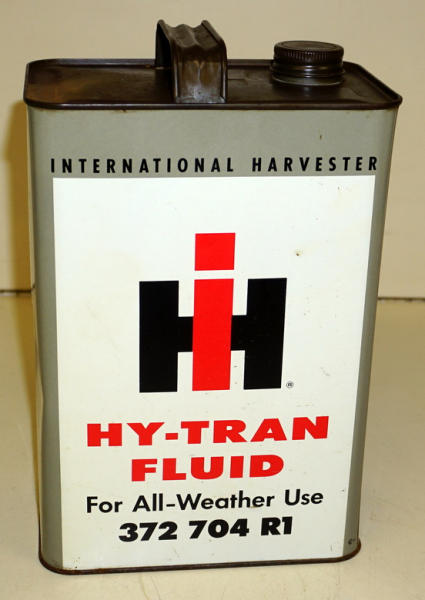 INTERNATIONAL HARVESTER
IH
®
HY-TRAN
FLUID
For All-Weather Use
372 704 R1